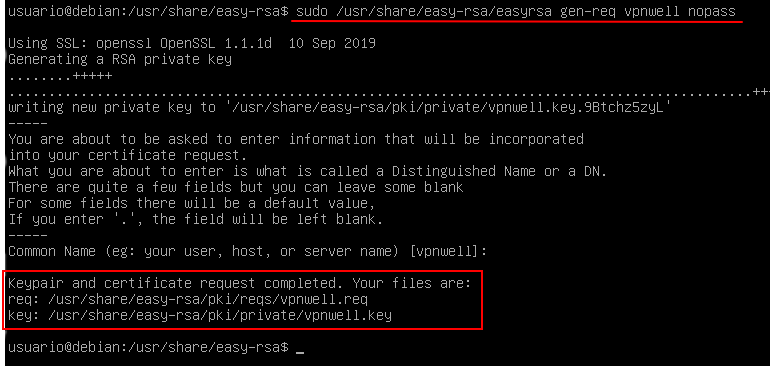 usuario@debian:/usr/share/easy-rsa$ sudo /usr/share/easy-rsa/easyrsa gen-req vpnwell nopass
Using SSL: openssl OpenSSL 1.1.1d  10 Sep 2019
Generating a RSA private key
........+++++
..............................................................................................+++
writing new private key to '/usr/share/easy-rsa/pki/private/vpnwell.key.9Btchz5zyL'
-----
You are about to be asked to enter information that will be incorporated
into your certificate request.
What you are about to enter is what is called a Distinguished Name or a DN.
There are quite a few fields but you can leave some blank
For some fields there will be a default value,
If you enter '.', the field will be left blank.
-----
Common Name (eg: your user, host, or server name) [vpnwell]:
Keypair and certificate request completed. Your files are:
req: /usr/share/easy-rsa/pki/reqs/vpnwell.req
key: /usr/share/easy-rsa/pki/private/vpnwell.key
usuario@debian:/usr/share/easy-rsa$ _